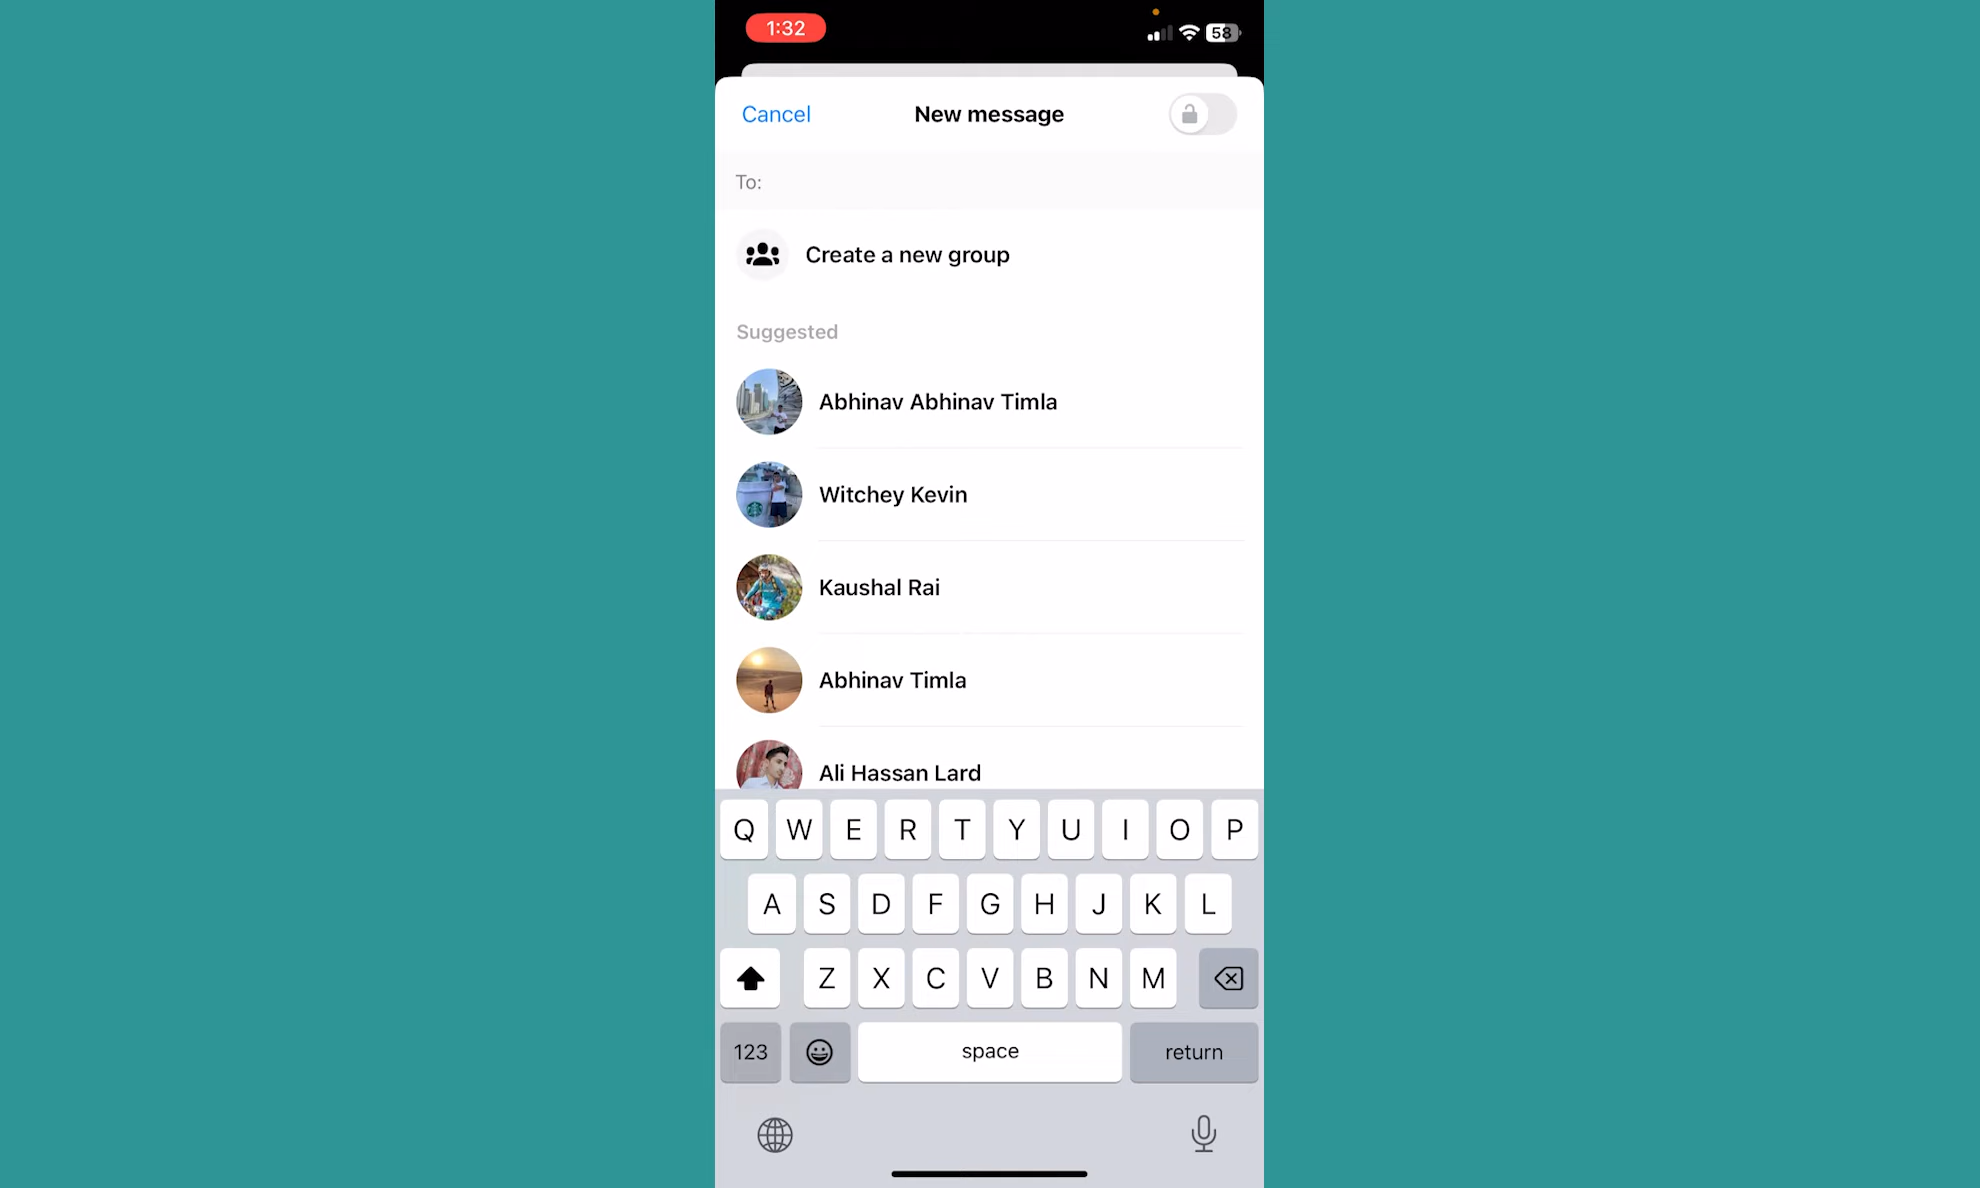 1:32
58
Cancel
New message
To:
Create a new group
Suggested
Abhinav Abhinav Timla
Witchey Kevin
Kaushal Rai
Abhinav Timla
Ali Hassan Lard
Q W E R T Y U I O P
A S D F G H J K L
Z X C V B N M
123
space
return